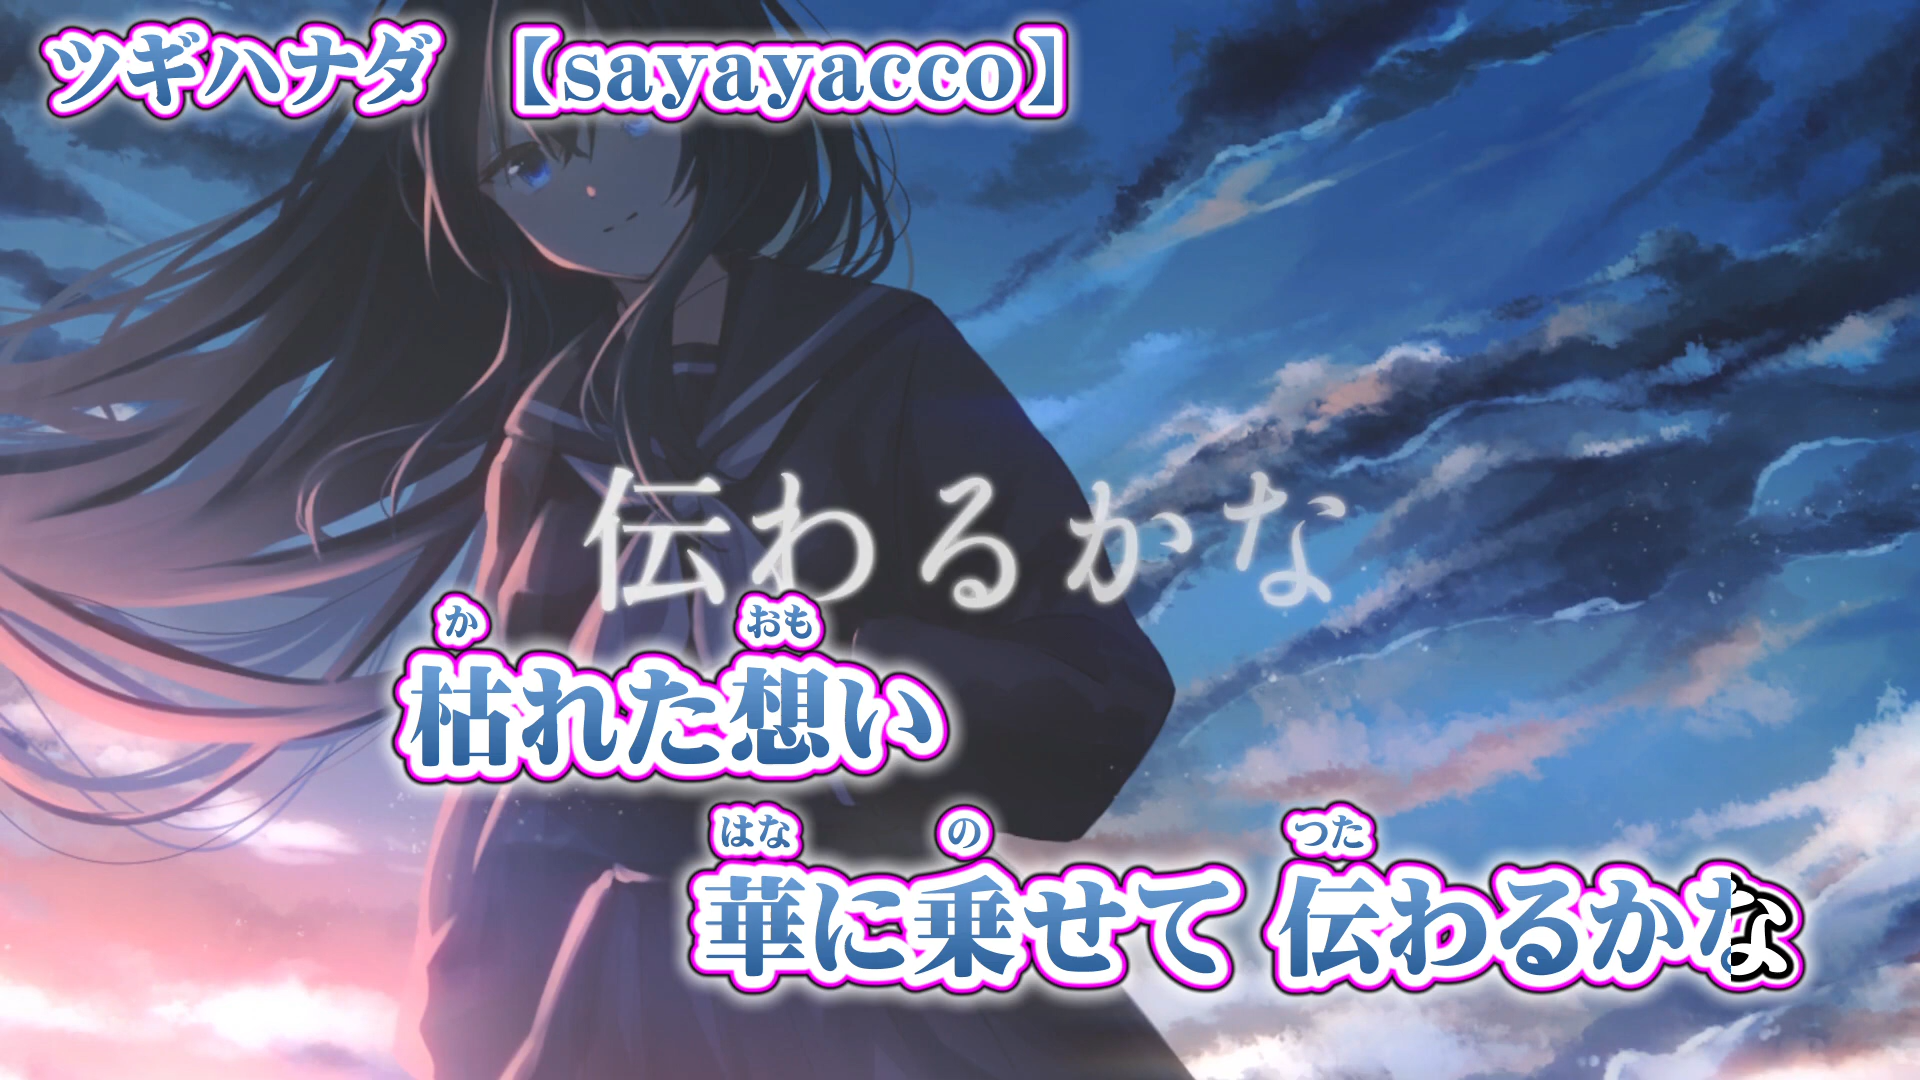 ツギハナダ 【sayayacco】
伝わるかな
か おも
枯れた想い
はな の つた
華に乗せて 伝わるかな